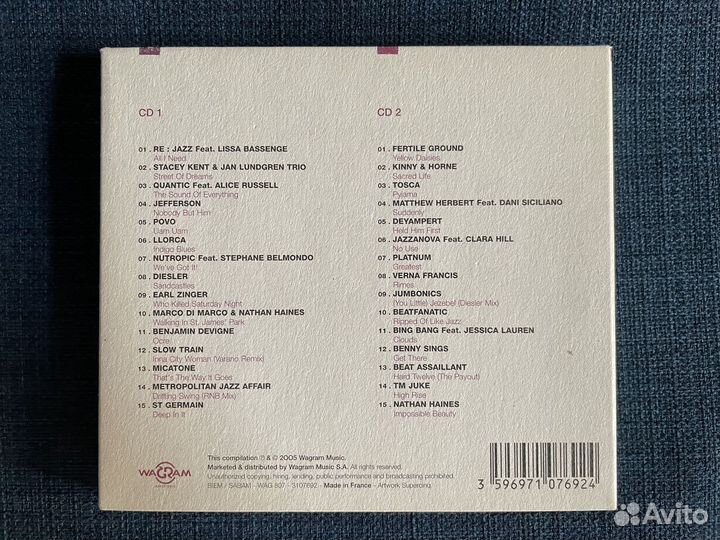 CD 1
01 . RE : JAZZ Feat. LISSA BASSENGE
All I Need
02 . STACEY KENT & JAN LUNDGREN TRIO
Street Of Dreams
03 . QUANTIC Feat. ALICE RUSSELL
The Sound Of Everything
04 . JEFFERSON
Nobody But Him
05 . POVO
Uam Uam
06 . LLORCA
Indigo Blues
07 . NUTROPIC Feat. STEPHANE BELMONDO
We've Got It!
08 . DIESLER
Sandcastles
09 . EARL ZINGER
Who Killed Saturday Night
10 . MARCO DI MARCO & NATHAN HAINES
Walking In St. James' Park
11 . BENJAMIN DEVIGNE
Ocre
12 . SLOW TRAIN
Inna City Woman (Varano Remix)
13 . MICATONE
That's The Way It Goes
14 . METROPOLITAN JAZZ AFFAIR
Drifting Swing (RNB Mix)
15 . ST GERMAIN
Deep In It
CD 2
01 . FERTILE GROUND
Yellow Daisies
02 . KINNY & HORNE
Sacred Life
03 . TOSCA
Pyjama
04 . MATTHEW HERBERT Feat. DANI SICILIANO
Suddenly
05 . DEYAMPERT
Held Him First
06 . JAZZANOVA Feat. CLARA HILL
No Use
07 . PLATNUM
Greatest
08 . VERNA FRANCIS
Rimes
09 . JUMBONICS
(You Little) Jezebel (Diesler Mix)
10 . BEATFANATIC
Ripped Of Like Jazz
11 . BING BANG Feat. JESSICA LAUREN
Clouds
12 . BENNY SINGS
Get There
13 . BEAT ASSAILLANT
Hard Twelve (The Payout)
14 . TM JUKE
High Rise
15 . NATHAN HAINES
Impossible Beauty
WAGRAM
This compilation ℗ & © 2005 Wagram Music.
Marketed & distributed by Wagram Music S.A. All rights reserved.
Unauthorized copying, hiring, lending, public performance and broadcasting prohibited.
BIEM / SABAM - WAG 807 - 3107692 - Made in France - Artwork Supercinq.
3 596971 076924
Avito